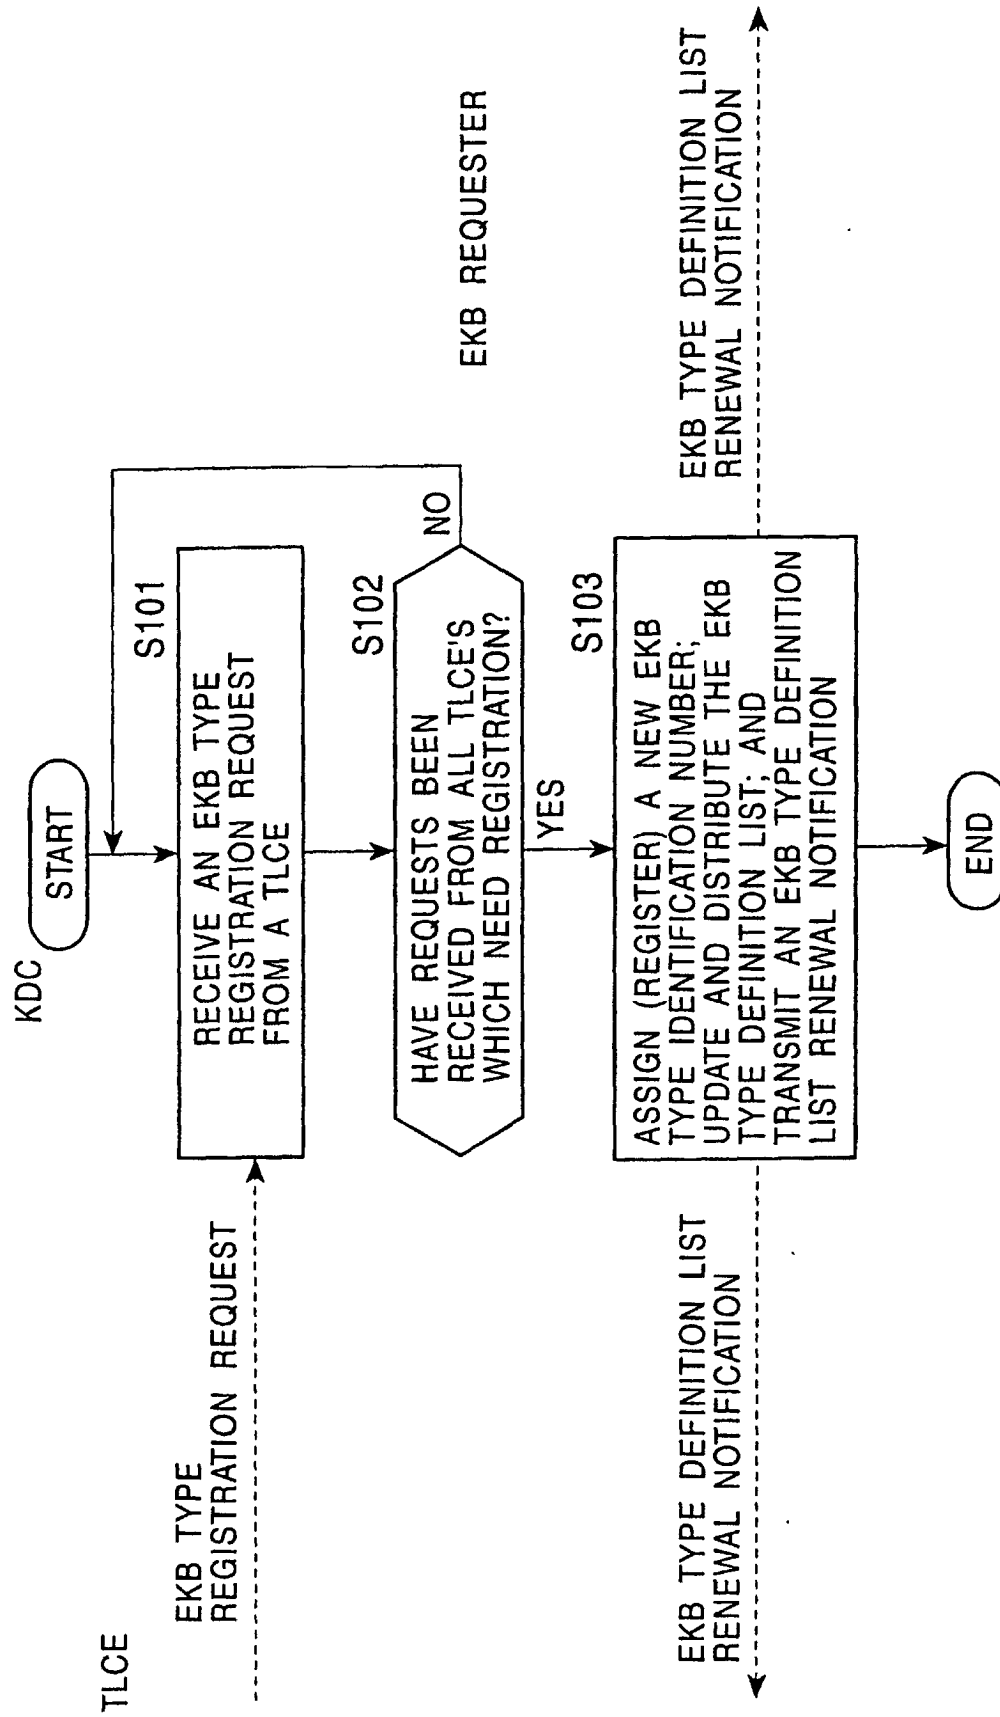 TLCE
KDC
EKB REQUESTER
START
EKB TYPE
REGISTRATION REQUEST
S101
RECEIVE AN EKB TYPE
REGISTRATION REQUEST
FROM A TLCE
S102
HAVE REQUESTS BEEN
RECEIVED FROM ALL TLCE'S
WHICH NEED REGISTRATION?
NO
YES
S103
ASSIGN (REGISTER) A NEW EKB
TYPE IDENTIFICATION NUMBER;
UPDATE AND DISTRIBUTE THE EKB
TYPE DEFINITION LIST; AND
TRANSMIT AN EKB TYPE DEFINITION
LIST RENEWAL NOTIFICATION
EKB TYPE DEFINITION LIST
RENEWAL NOTIFICATION
EKB TYPE DEFINITION LIST
RENEWAL NOTIFICATION
END